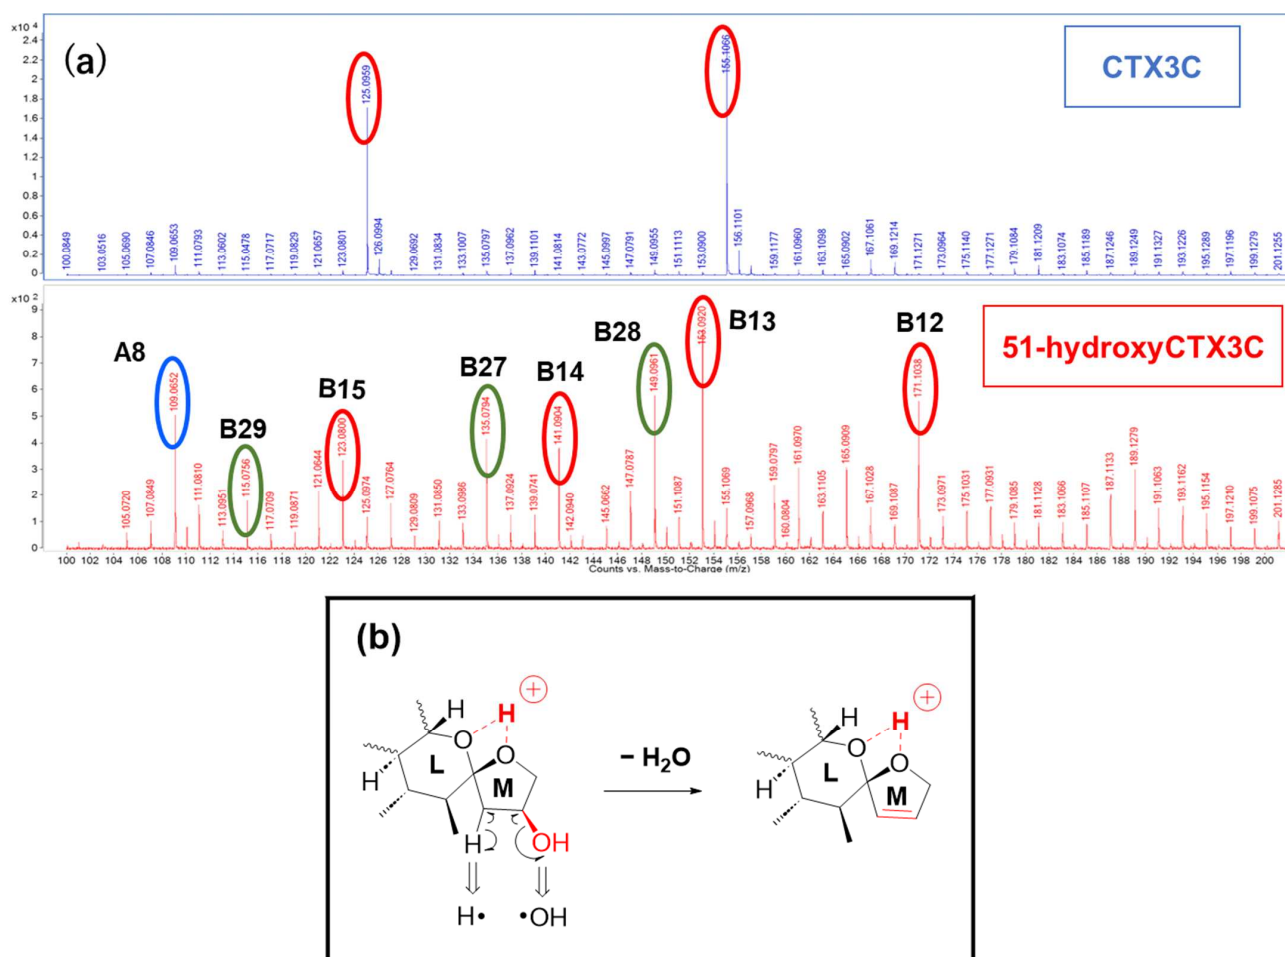 (a)
CTX3C
x10 4
2.4
2.2
2
1.8
1.6
1.4
1.2
1
0.8
0.6
0.4
0.2
0
100.0849 103.0516 105.0690 107.0846 109.0653 111.0793 113.0602 115.0478 117.0717 119.0829 121.0657 123.0801 125.0959 126.0994 129.0692 131.0834 133.1007 135.0797 137.0962 139.1101 141.0814 143.0772 145.0997 147.0791 149.0955 151.1113 153.0900 155.1066 156.1101 159.1177 161.0960 163.1098 165.0902 167.1061 169.1214 171.1271 173.0964 175.1140 177.1271 179.1084 181.1209 183.1074 185.1189 187.1246 189.1249 191.1327 193.1226 195.1289 197.1196 199.1279 201.1255
x10 2
51-hydroxyCTX3C
A8 B29 B15 B27 B14 B28 B13 B12
9
8
7
6
5
4
3
2
1
0
105.0720 107.0849 109.0652 111.0810 113.0951 115.0756 117.0709 119.0871 121.0644 123.0800 125.0974 127.0764 129.0809 131.0850 133.0986 135.0794 137.0924 139.0741 141.0904 142.0940 145.0662 147.0787 149.0961 151.1087 153.0920 155.1069 157.0968 159.0797 160.0804 161.0970 163.1105 165.0909 167.1028 169.1087 171.1038 173.0971 175.1031 177.0931 179.1085 181.1128 183.1066 185.1107 187.1133 189.1279 191.1063 193.1162 195.1154 197.1210 199.1075 201.1285
100 102 104 106 108 110 112 114 116 118 120 122 124 126 128 130 132 134 136 138 140 142 144 146 148 150 152 154 156 158 160 162 164 166 168 170 172 174 176 178 180 182 184 186 188 190 192 194 196 198 200
Counts vs. Mass-to-Charge (m/z)
(b)
H H +
O O
L M
H
H OH
H• •OH
– H2O
H H +
O O
L M
H